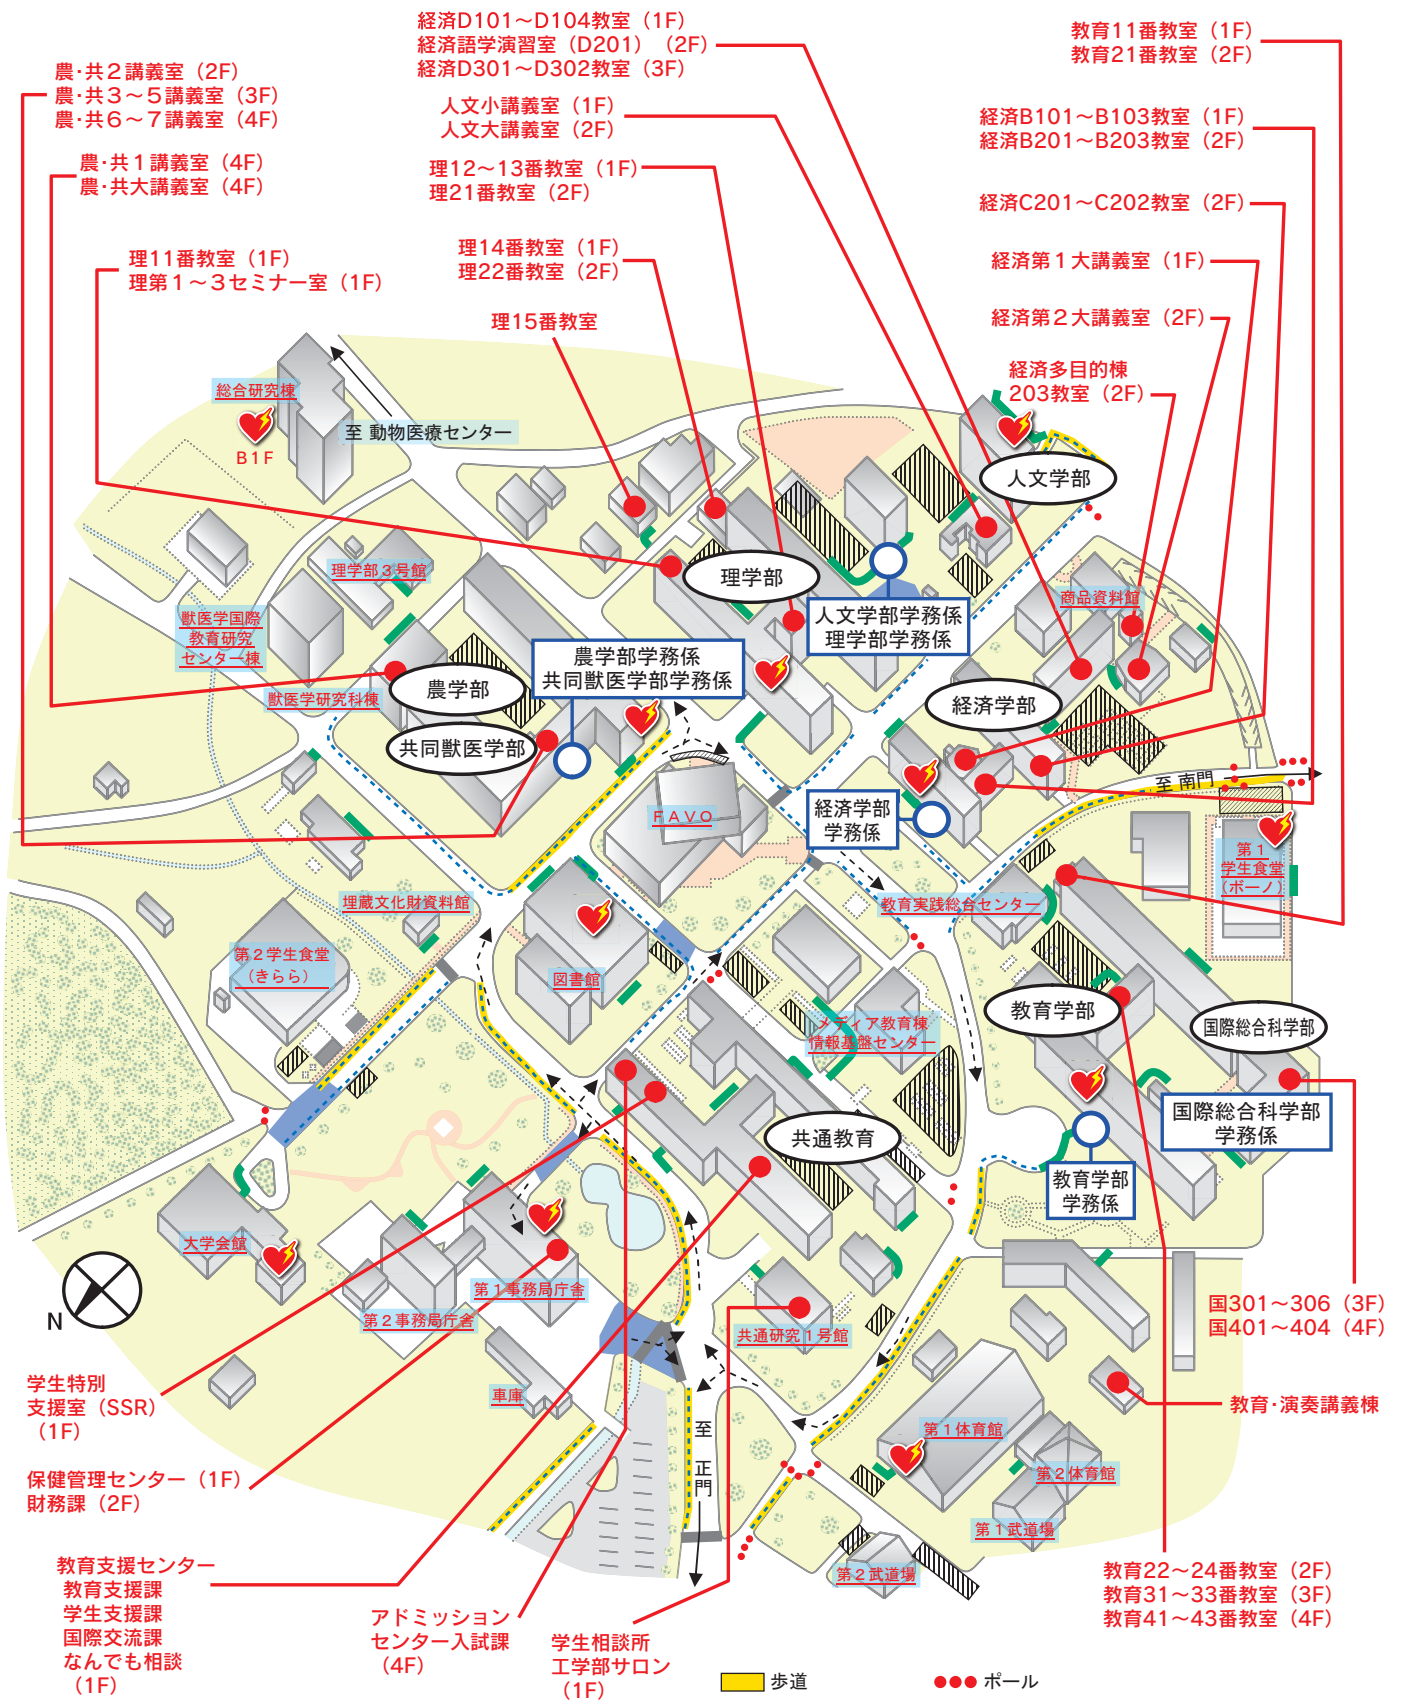 経済D101～D104教室（1F）
経済語学演習室（D201）（2F）
経済D301～D302教室（3F）
教育11番教室（1F）
教育21番教室（2F）
農･共２講義室（2F）
農･共３～５講義室（3F）
農･共６～７講義室（4F）
人文小講義室（1F）
人文大講義室（2F）
経済B101～B103教室（1F）
経済B201～B203教室（2F）
農･共１講義室（4F）
農･共大講義室（4F）
理12～13番教室（1F）
理21番教室（2F）
経済C201～C202教室（2F）
理11番教室（1F）
理第１～３セミナー室（1F）
理14番教室（1F）
理22番教室（2F）
経済第１大講義室（1F）
理15番教室
経済第２大講義室（2F）
経済多目的棟
203教室（2F）
総合研究棟
B１F
至 動物医療センター
人文学部
理学部３号館
理学部
商品資料館
獣医学国際
教育研究
センター棟
人文学部学務係
理学部学務係
農学部学務係
共同獣医学部学務係
獣医学研究科棟
農学部
経済学部
共同獣医学部
至 南門
FAVO
経済学部
学務係
第１
学生食堂
（ボーノ）
埋蔵文化財資料館
教育実践総合センター
第２学生食堂
（きらら）
図書館
教育学部
国際総合科学部
メディア教育棟
情報基盤センター
国際総合科学部
学務係
共通教育
教育学部
学務係
大学会館
第１事務局庁舎
第２事務局庁舎
共通研究１号館
N
国301～306（3F）
国401～404（4F）
学生特別
支援室（SSR）
（1F）
車庫
教育･演奏講義棟
至
正門
第１体育館
第２体育館
保健管理センター（1F）
財務課（2F）
第１武道場
第２武道場
教育支援センター
教育支援課
学生支援課
国際交流課
なんでも相談
（1F）
教育22～24番教室（2F）
教育31～33番教室（3F）
教育41～43番教室（4F）
アドミッション
センター入試課
（4F）
学生相談所
工学部サロン
（1F）
歩道
ポール